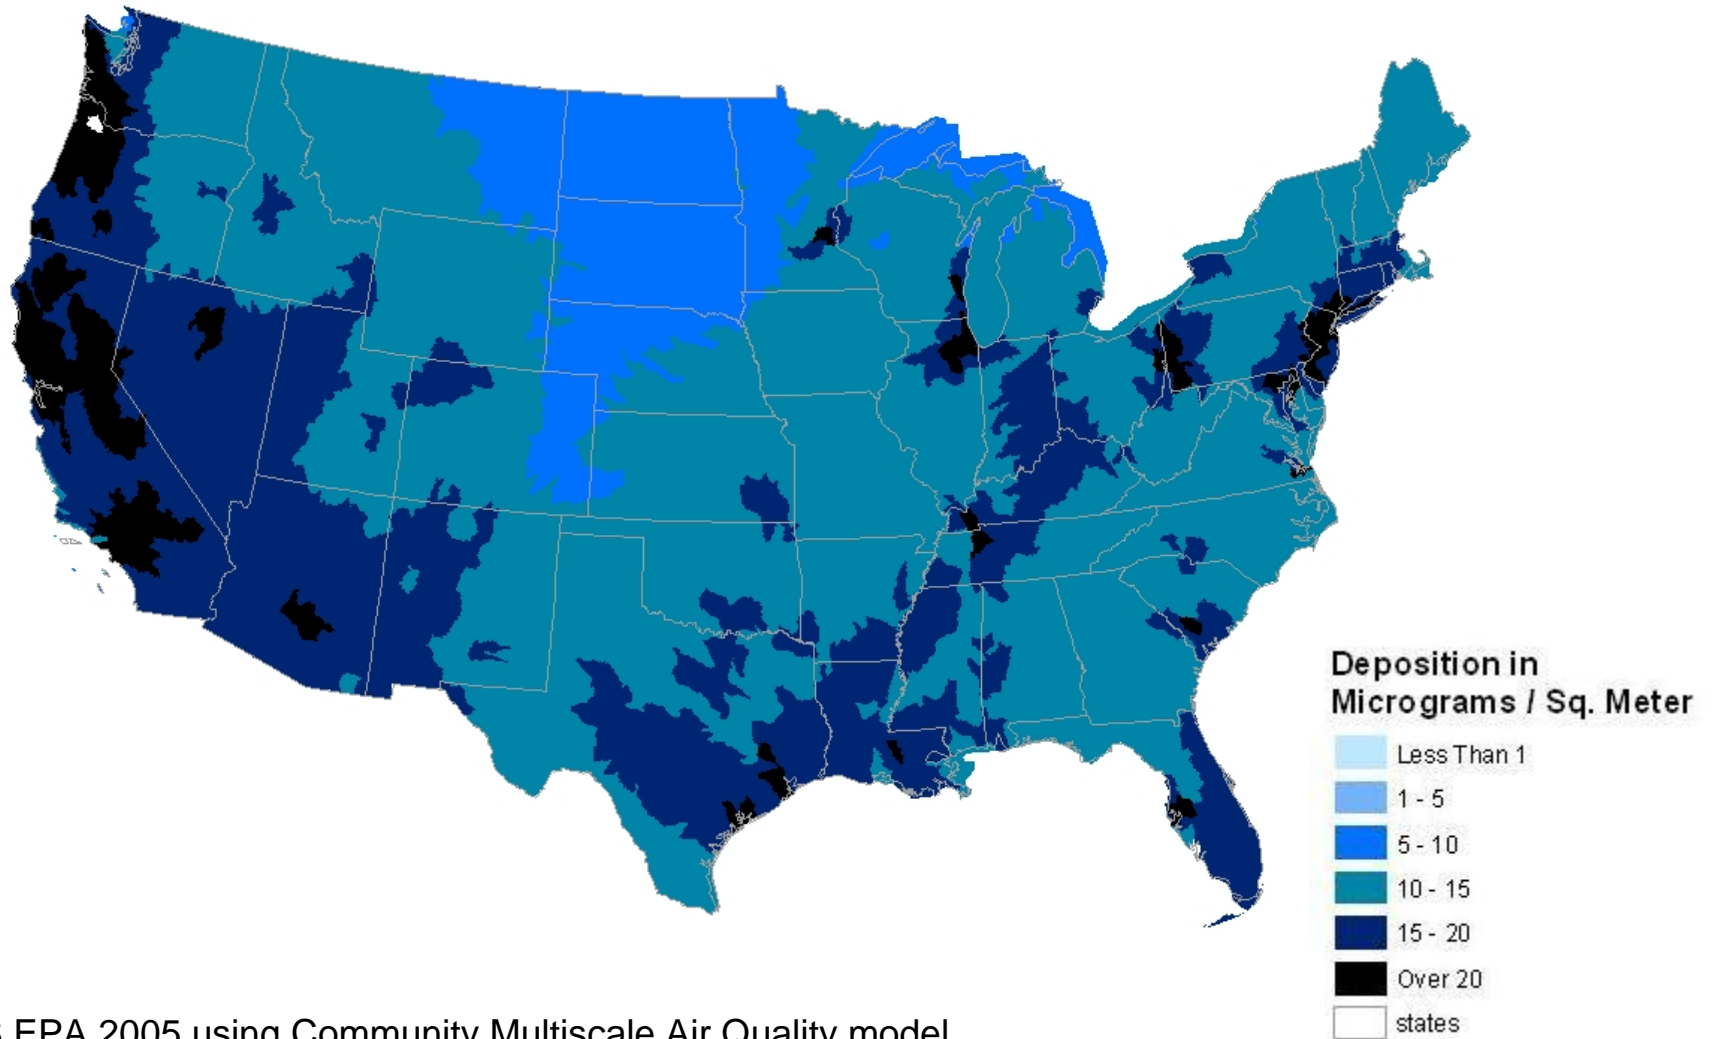 Deposition in
Micrograms / Sq. Meter
Less Than 1
1 - 5
5 - 10
10 - 15
15 - 20
Over 20
states
EPA 2005 using Community Multiscale Air Quality model